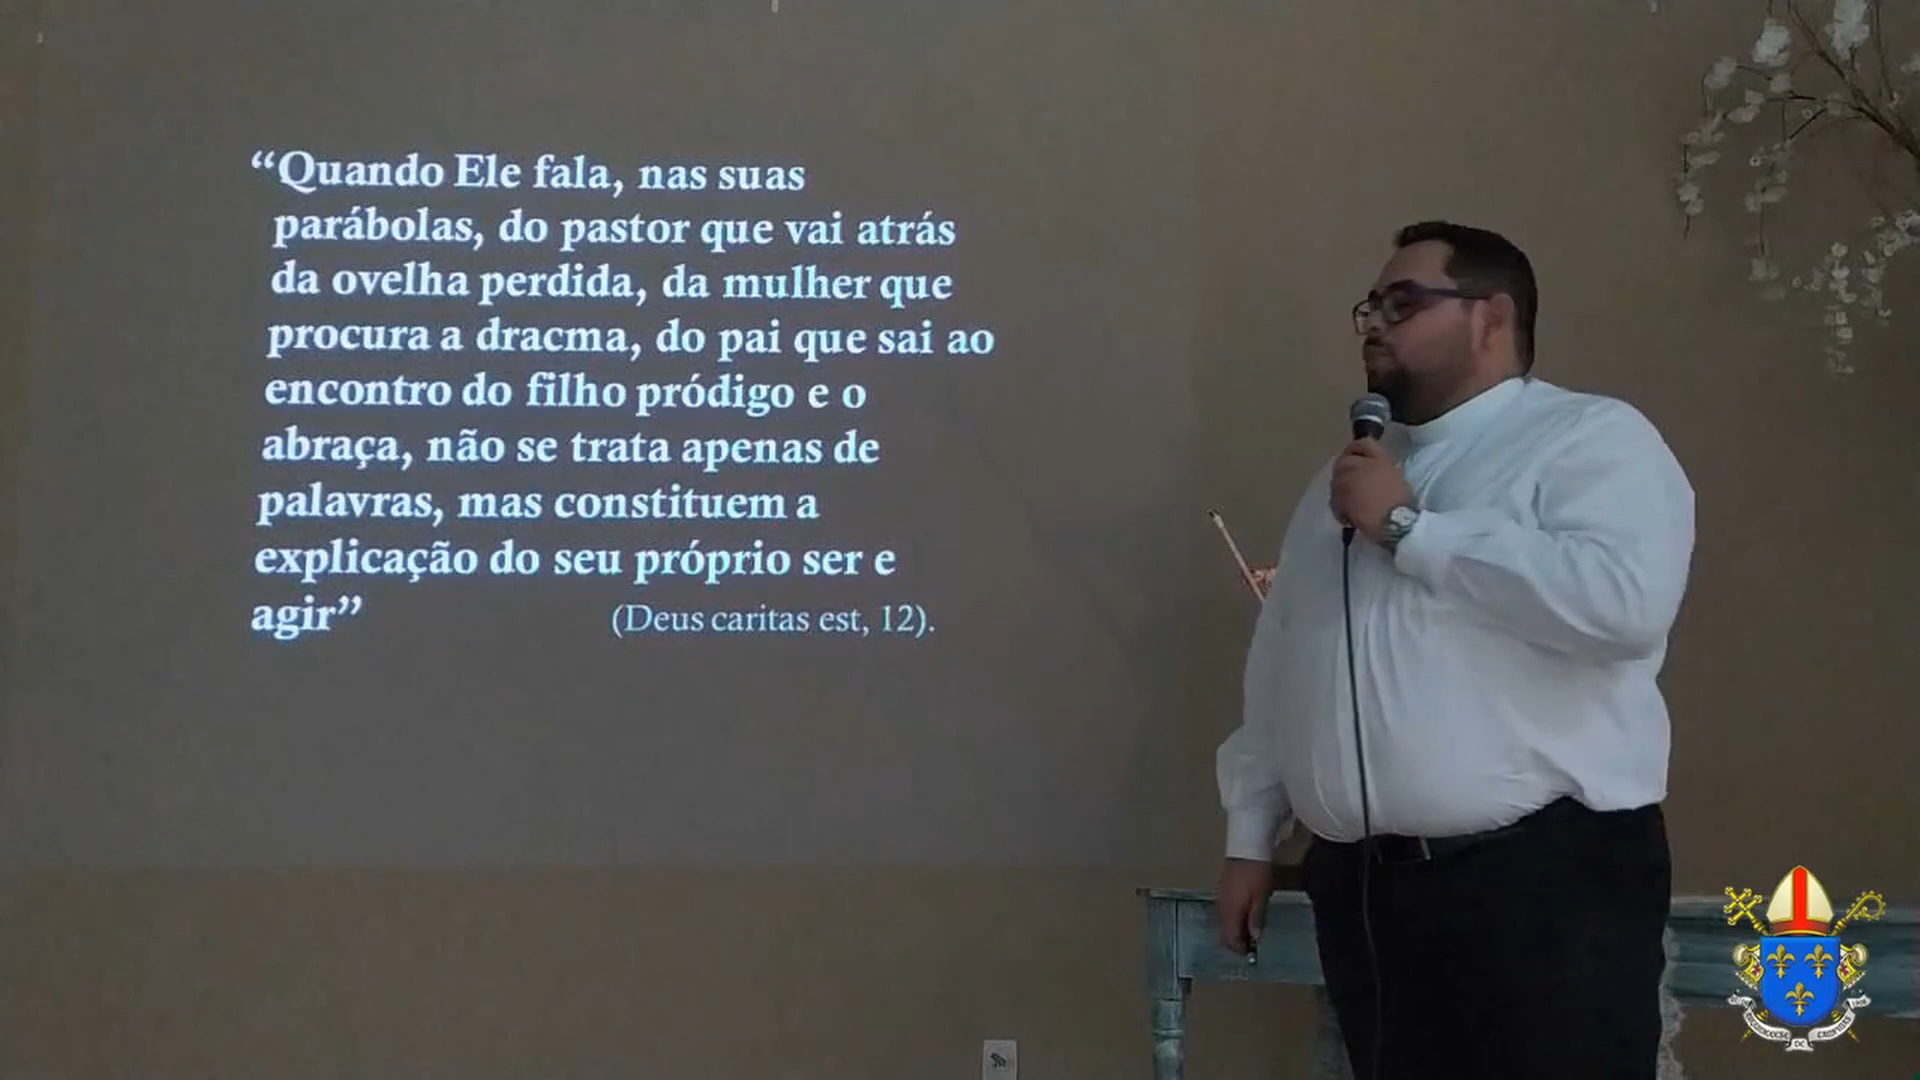 “Quando Ele fala, nas suas
parábolas, do pastor que vai atrás
da ovelha perdida, da mulher que
procura a dracma, do pai que sai ao
encontro do filho pródigo e o
abraça, não se trata apenas de
palavras, mas constituem a
explicação do seu próprio ser e
agir” (Deus caritas est, 12).